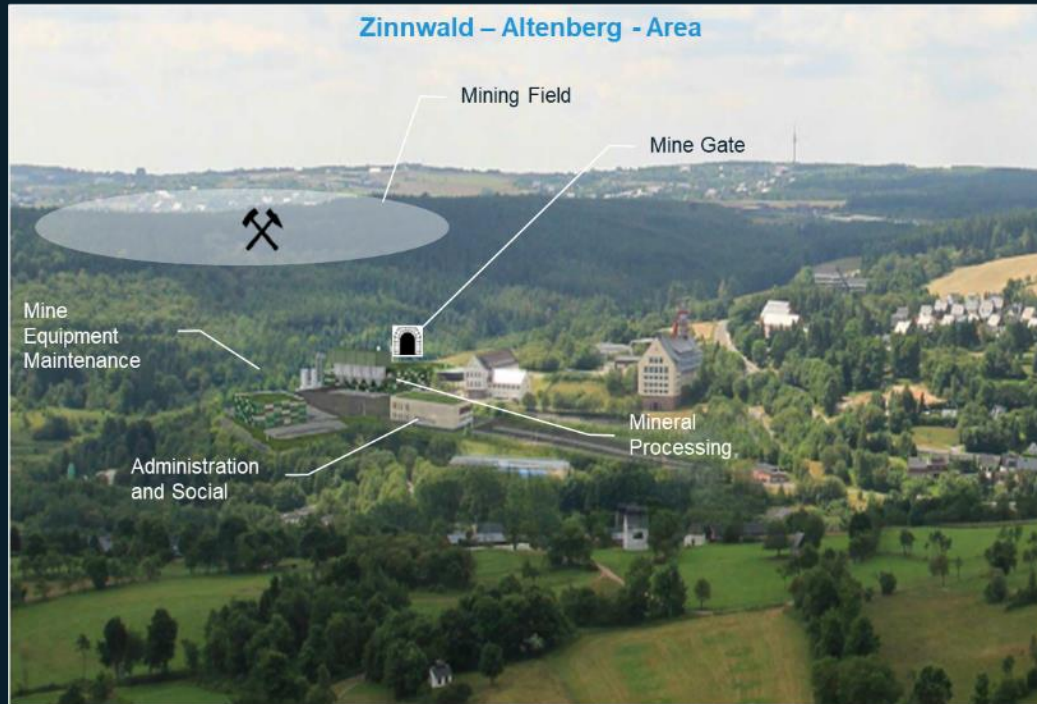 Zinnwald – Altenberg - Area
Mining Field
Mine Gate
Mine
Equipment
Maintenance
Mineral
Processing
Administration
and Social